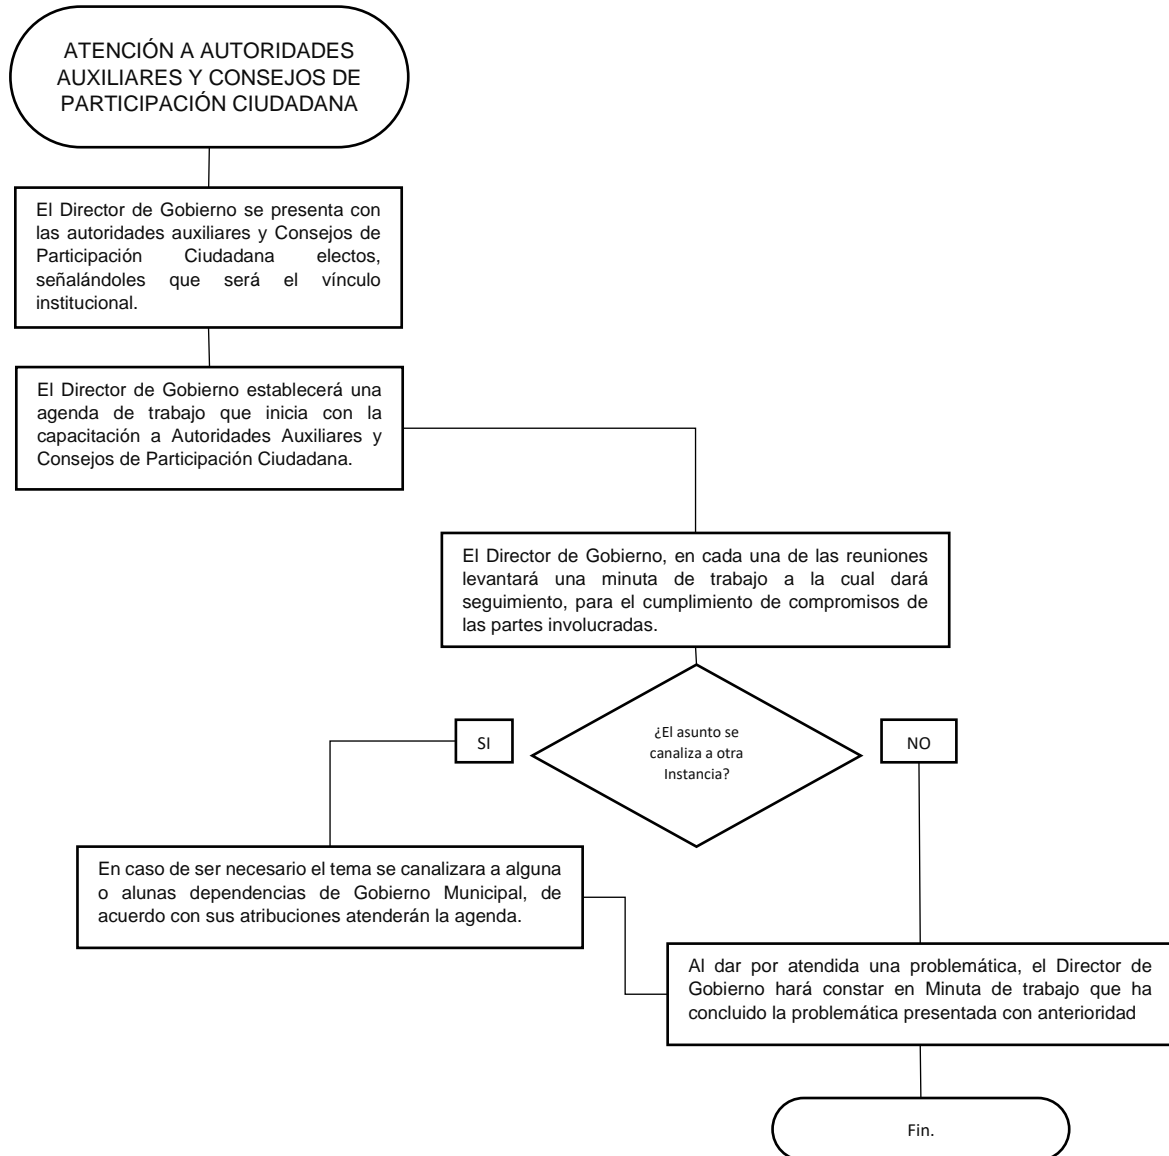 ATENCIÓN A AUTORIDADES
AUXILIARES Y CONSEJOS DE
PARTICIPACIÓN CIUDADANA
El Director de Gobierno se presenta con
las autoridades auxiliares y Consejos de
Participación Ciudadana electos,
señalándoles que será el vínculo
institucional.
El Director de Gobierno establecerá una
agenda de trabajo que inicia con la
capacitación a Autoridades Auxiliares y
Consejos de Participación Ciudadana.
El Director de Gobierno, en cada una de las reuniones
levantará una minuta de trabajo a la cual dará
seguimiento, para el cumplimiento de compromisos de
las partes involucradas.
¿El asunto se
canaliza a otra
Instancia?
SI
NO
En caso de ser necesario el tema se canalizara a alguna
o alunas dependencias de Gobierno Municipal, de
acuerdo con sus atribuciones atenderán la agenda.
Al dar por atendida una problemática, el Director de
Gobierno hará constar en Minuta de trabajo que ha
concluido la problemática presentada con anterioridad
Fin.